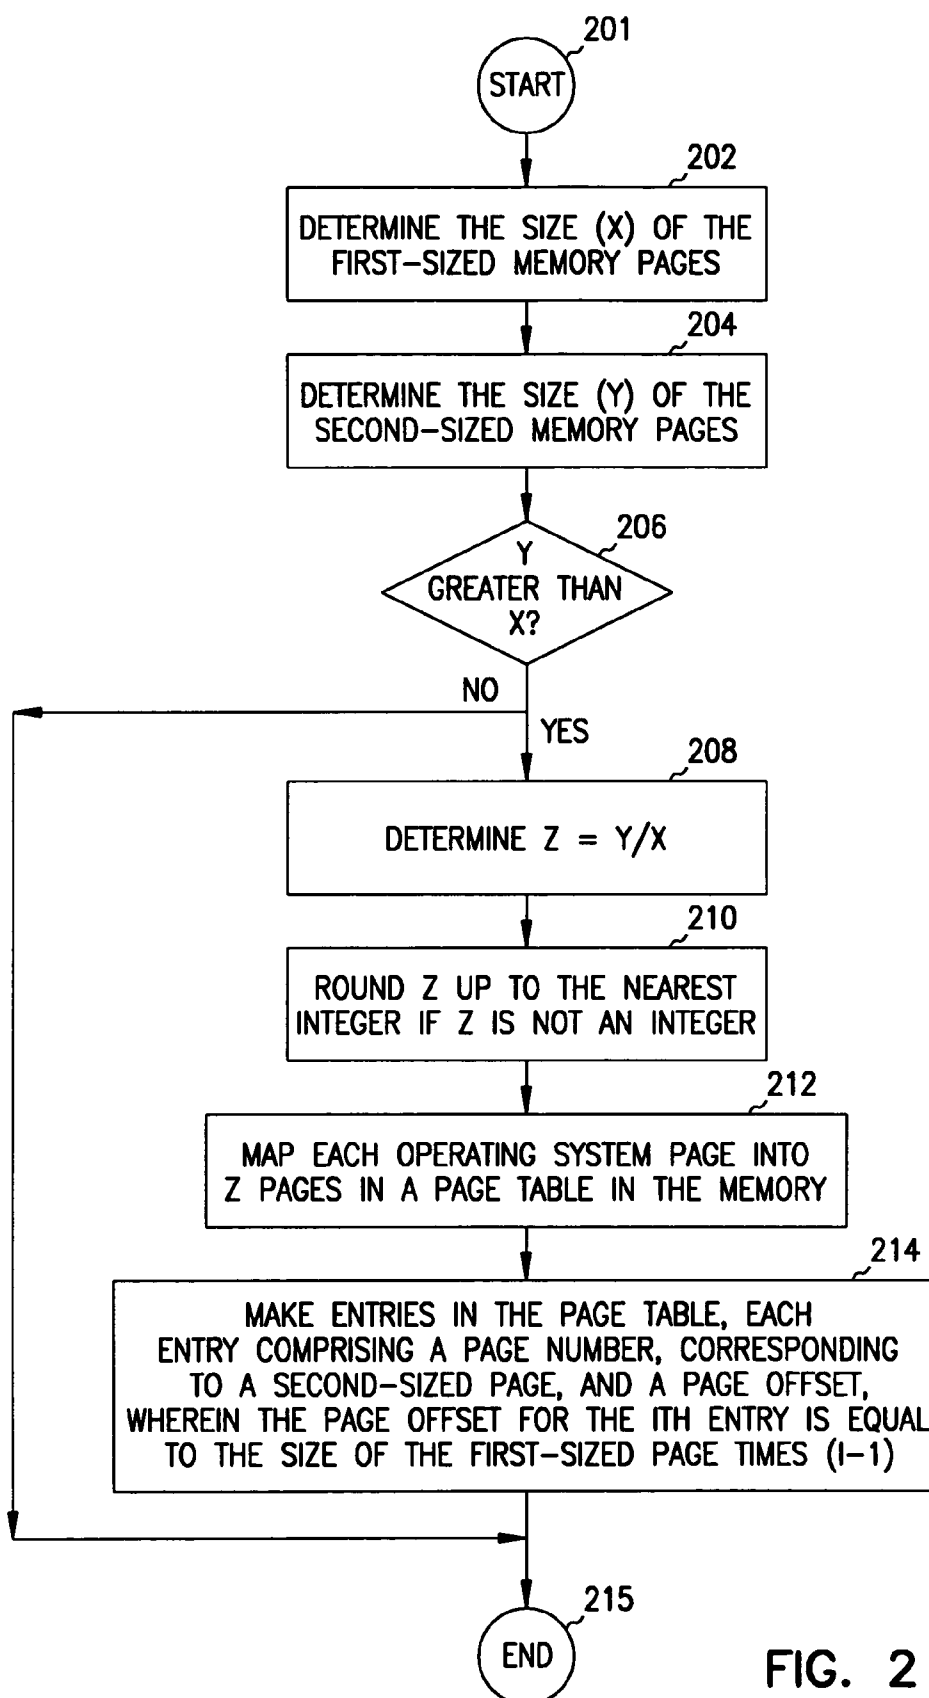 201
START
202
DETERMINE THE SIZE (X) OF THE
FIRST-SIZED MEMORY PAGES
204
DETERMINE THE SIZE (Y) OF THE
SECOND-SIZED MEMORY PAGES
206
Y
GREATER THAN
X?
NO
YES
208
DETERMINE Z = Y/X
210
ROUND Z UP TO THE NEAREST
INTEGER IF Z IS NOT AN INTEGER
212
MAP EACH OPERATING SYSTEM PAGE INTO
Z PAGES IN A PAGE TABLE IN THE MEMORY
214
MAKE ENTRIES IN THE PAGE TABLE, EACH
ENTRY COMPRISING A PAGE NUMBER, CORRESPONDING
TO A SECOND-SIZED PAGE, AND A PAGE OFFSET,
WHEREIN THE PAGE OFFSET FOR THE ITH ENTRY IS EQUAL
TO THE SIZE OF THE FIRST-SIZED PAGE TIMES (I-1)
215
END
FIG. 2